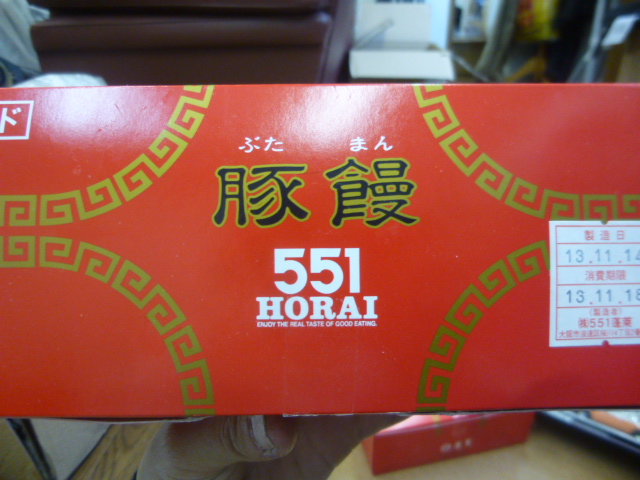 ド
ぶた まん
豚饅
551
HORAI
ENJOY THE REAL TASTE OF GOOD EATING.
製造日
13.11.14
消費期限
13.11.18
(製造者)
㈱551蓬莱